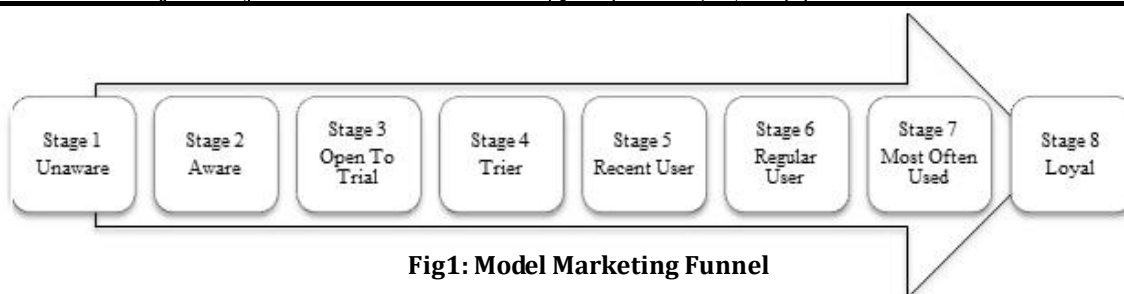 Stage 1
Unaware
Stage 2
Aware
Stage 3
Open To
Trial
Stage 4
Trier
Stage 5
Recent User
Stage 6
Regular
User
Stage 7
Most Often
Used
Stage 8
Loyal
Fig1: Model Marketing Funnel